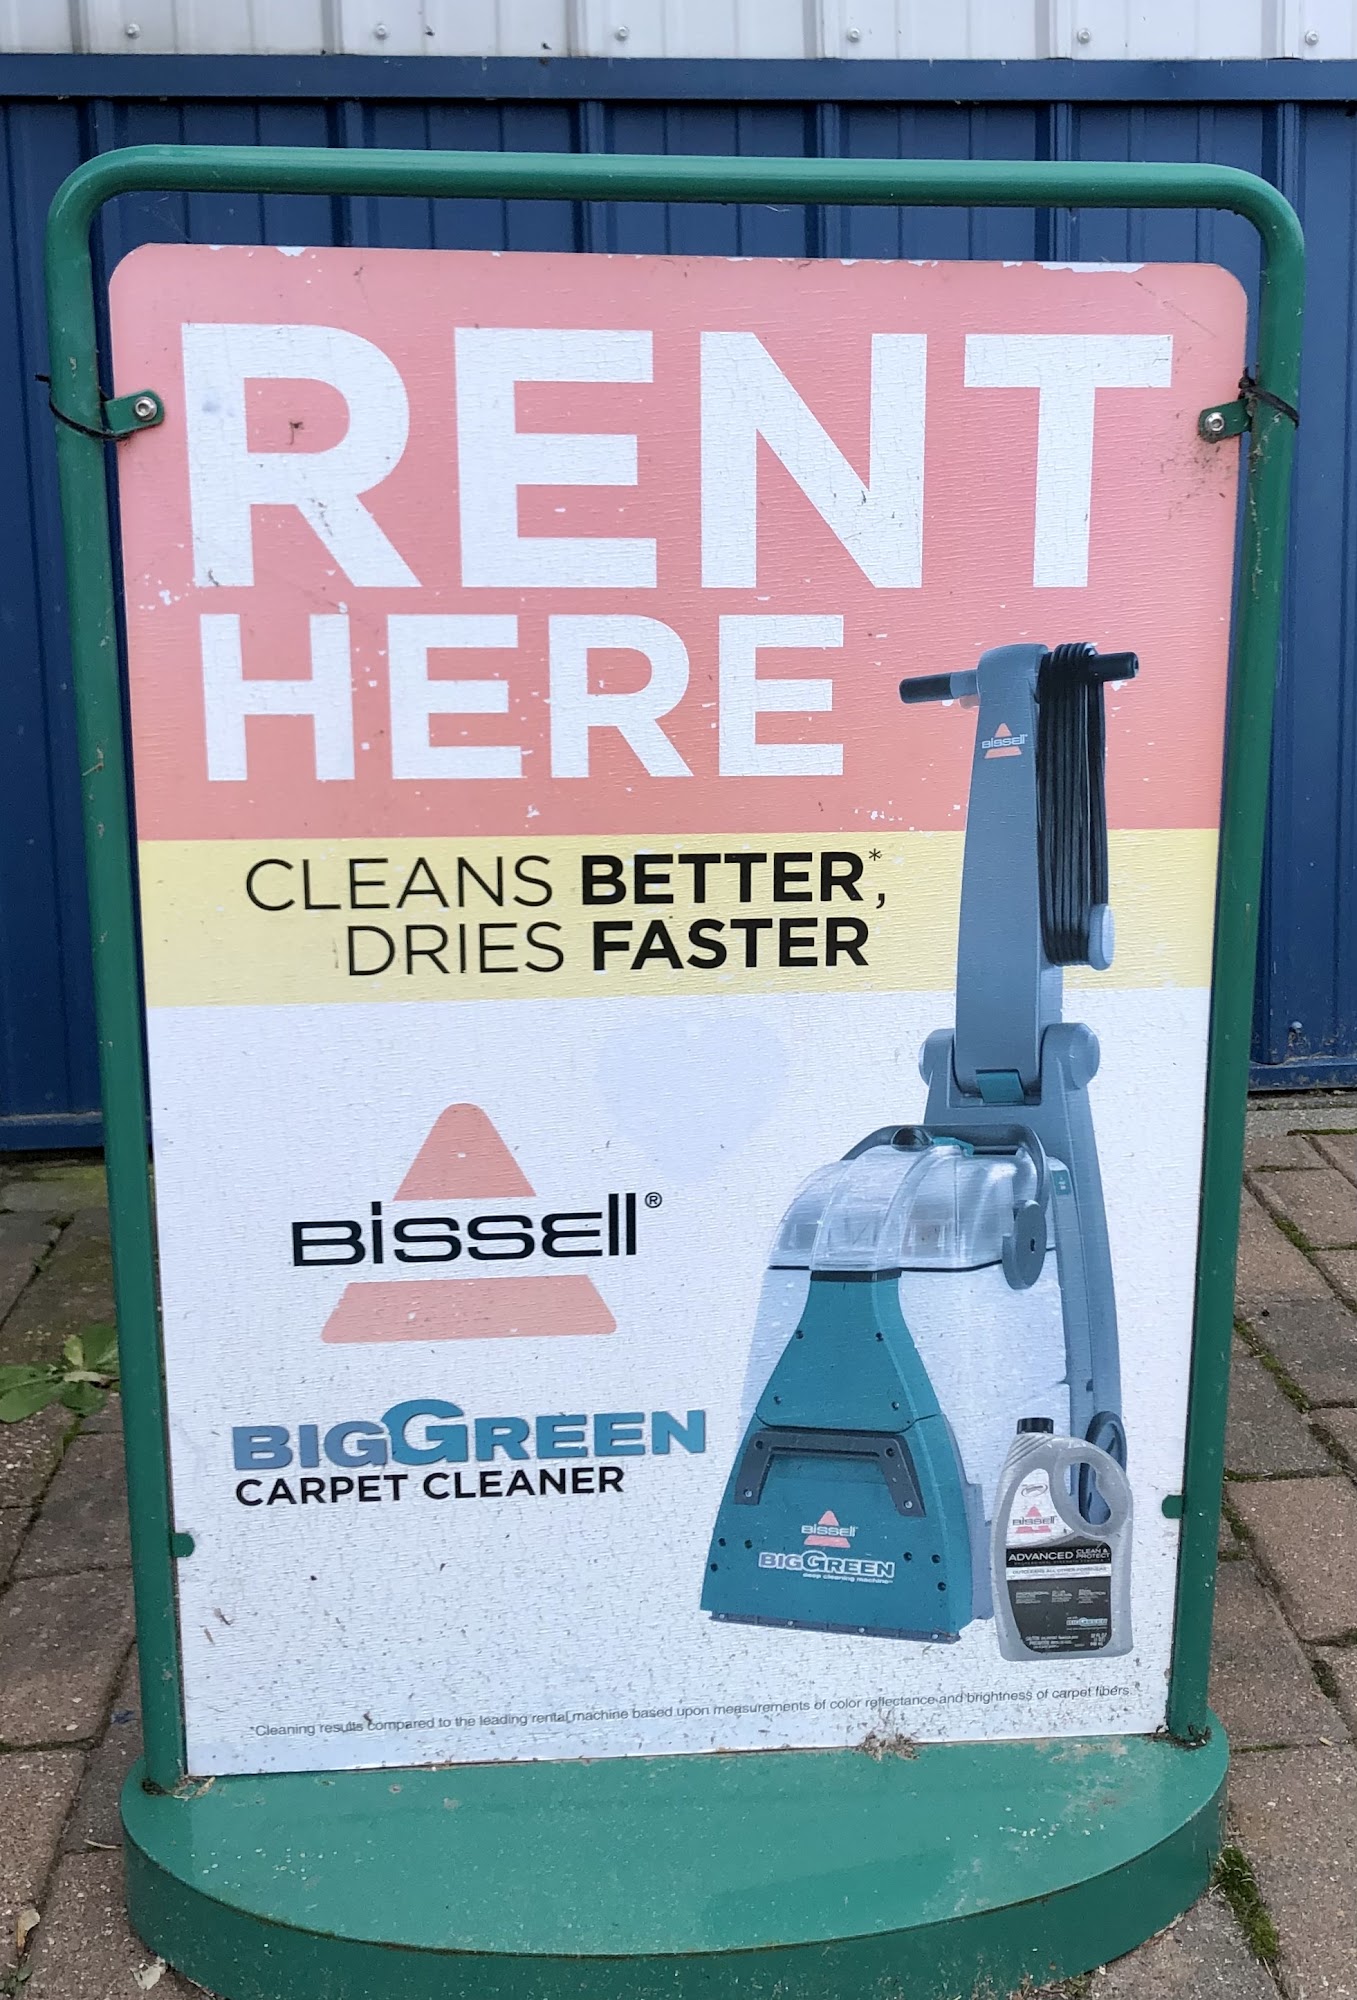 RENT
HERE
CLEANS BETTER*,
DRIES FASTER
BISSELL
BISSELL®
BIGGREEN
CARPET CLEANER
BISSELL
BIGGREEN
deep cleaning machine™
BISSELL
ADVANCED CLEAN & PROTECT
BIGGREEN
*Cleaning results compared to the leading rental machine based upon measurements of color reflectance and brightness of carpet fibers.